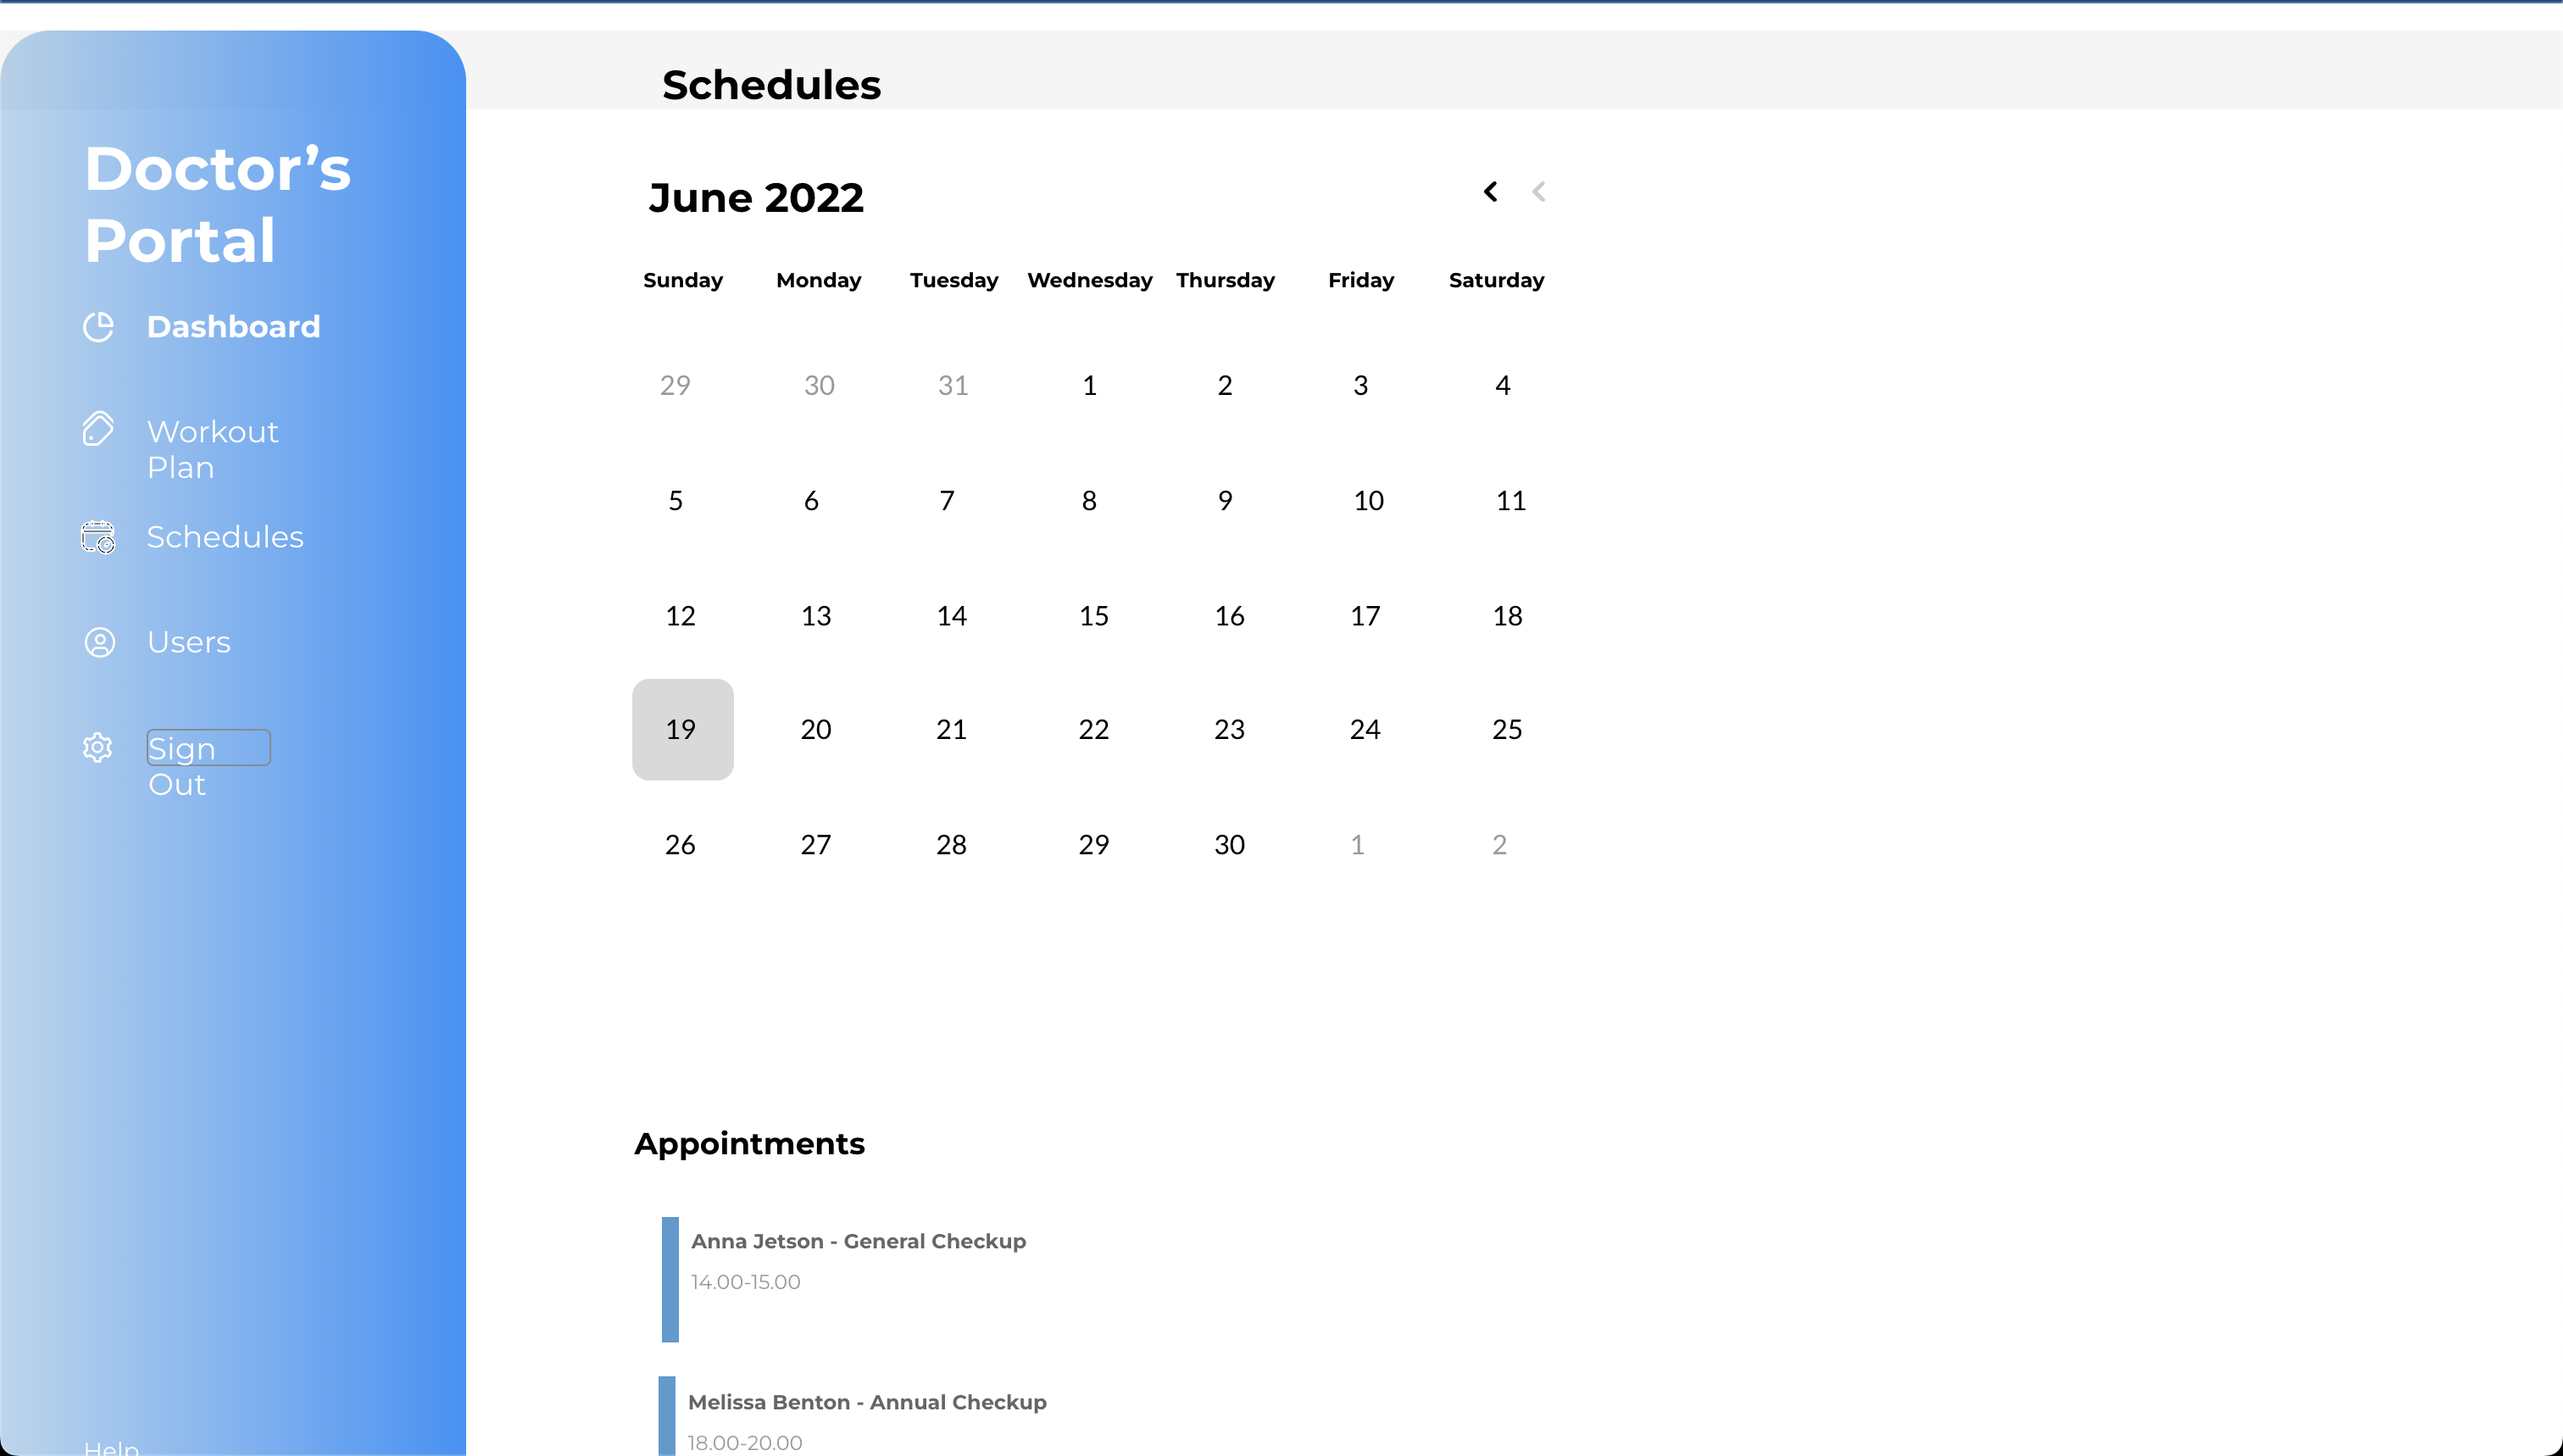 Schedules
Doctor’s
Portal
Dashboard
Workout
Plan
Schedules
Users
Sign
Out
Help
June 2022
Sunday Monday Tuesday Wednesday Thursday Friday Saturday
29 30 31 1 2 3 4
5 6 7 8 9 10 11
12 13 14 15 16 17 18
19 20 21 22 23 24 25
26 27 28 29 30 1 2
Appointments
Anna Jetson - General Checkup
14.00-15.00
Melissa Benton - Annual Checkup
18.00-20.00